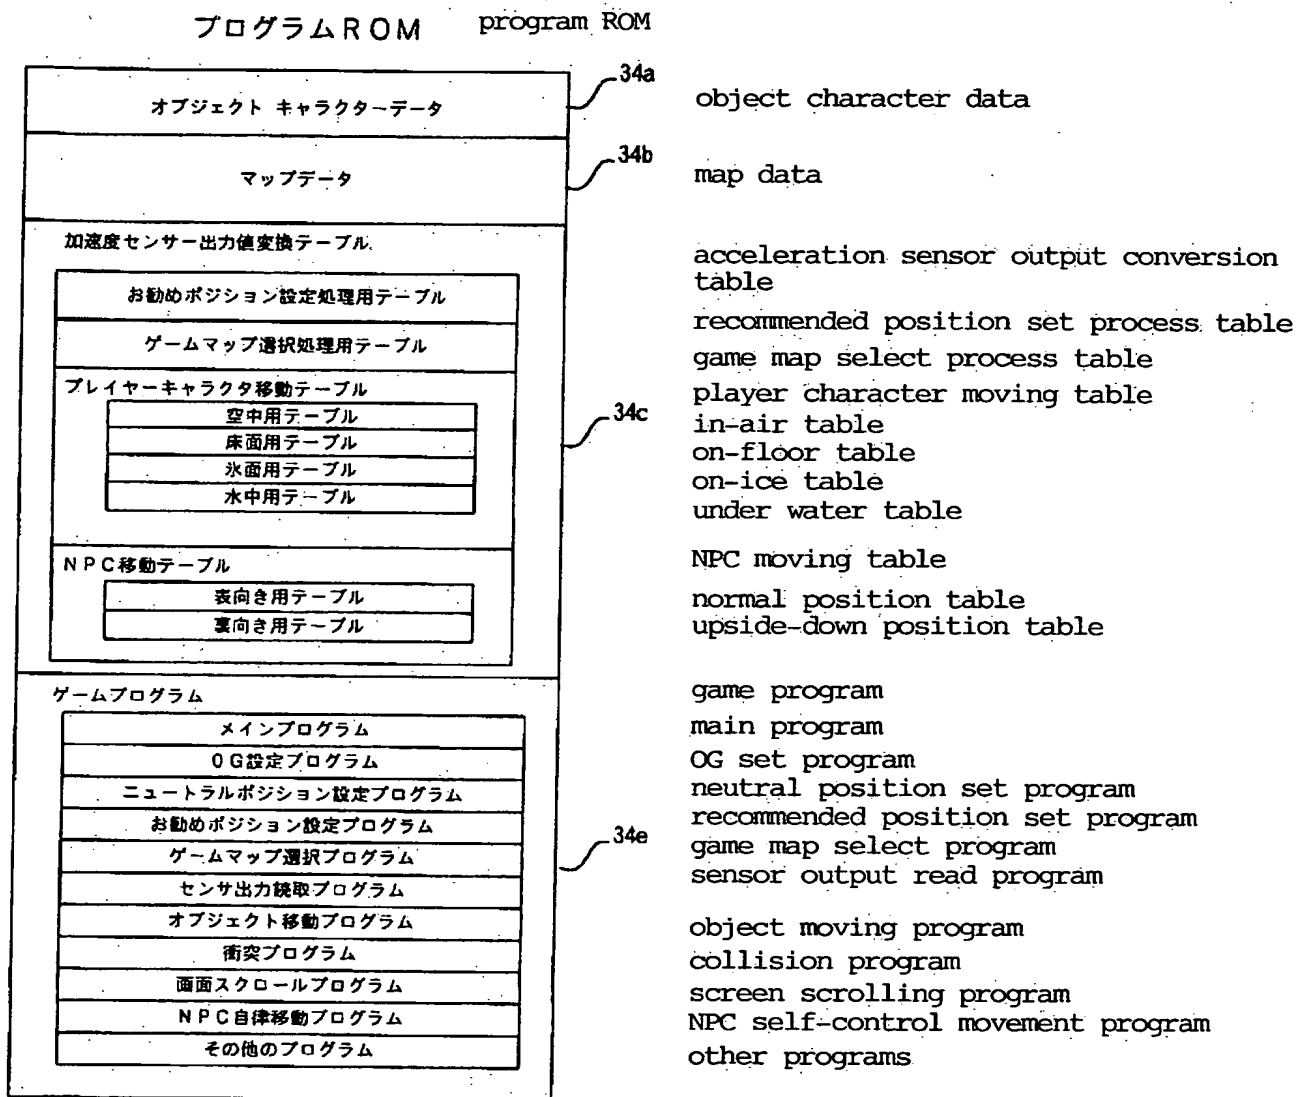 プログラムROM program ROM
34a
オブジェクト キャラクターデータ object character data
34b
マップデータ map data
加速度センサー出力値変換テーブル acceleration sensor output conversion
table
お勧めポジション設定処理用テーブル recommended position set process table
ゲームマップ選択処理用テーブル game map select process table
プレイヤーキャラクタ移動テーブル player character moving table
空中用テーブル 34c in-air table
床面用テーブル on-floor table
氷面用テーブル on-ice table
水中用テーブル under water table
NPC移動テーブル NPC moving table
表向き用テーブル normal position table
裏向き用テーブル upside-down position table
ゲームプログラム game program
メインプログラム main program
0G設定プログラム OG set program
ニュートラルポジション設定プログラム neutral position set program
お勧めポジション設定プログラム 34e recommended position set program
ゲームマップ選択プログラム game map select program
センサ出力読取プログラム sensor output read program
オブジェクト移動プログラム object moving program
衝突プログラム collision program
画面スクロールプログラム screen scrolling program
NPC自律移動プログラム NPC self-control movement program
その他のプログラム other programs